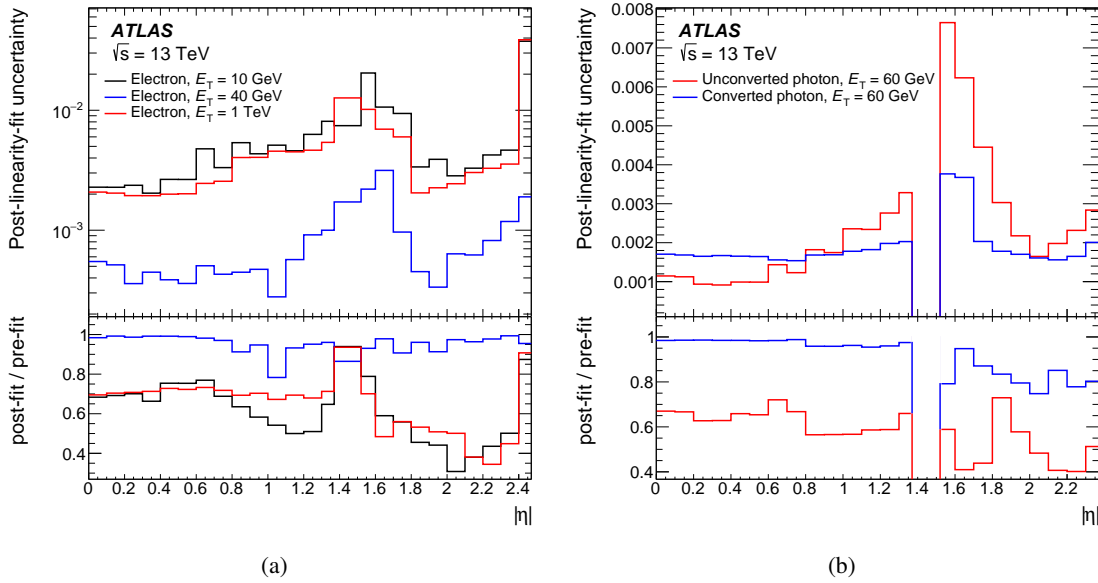 Post-linearity-fit uncertainty
ATLAS
√s = 13 TeV
Electron, E_T = 10 GeV
Electron, E_T = 40 GeV
Electron, E_T = 1 TeV
10⁻²
10⁻³
post-fit / pre-fit
1
0.8
0.6
0.4
0 0.2 0.4 0.6 0.8 1 1.2 1.4 1.6 1.8 2 2.2 2.4
|η|
(a)
Post-linearity-fit uncertainty
0.008
0.007
0.006
0.005
0.004
0.003
0.002
0.001
ATLAS
√s = 13 TeV
Unconverted photon, E_T = 60 GeV
Converted photon, E_T = 60 GeV
post-fit / pre-fit
1
0.8
0.6
0.4
0 0.2 0.4 0.6 0.8 1 1.2 1.4 1.6 1.8 2 2.2
|η|
(b)